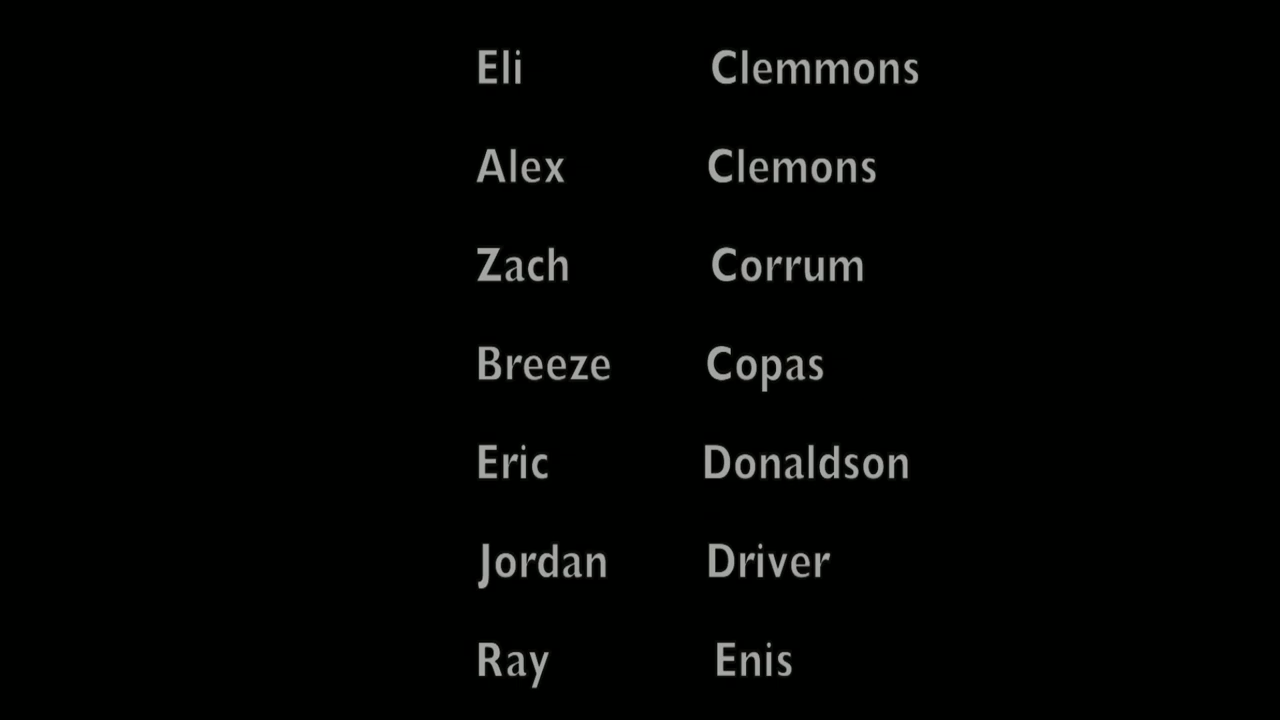 Eli Clemmons
Alex Clemons
Zach Corrum
Breeze Copas
Eric Donaldson
Jordan Driver
Ray Enis